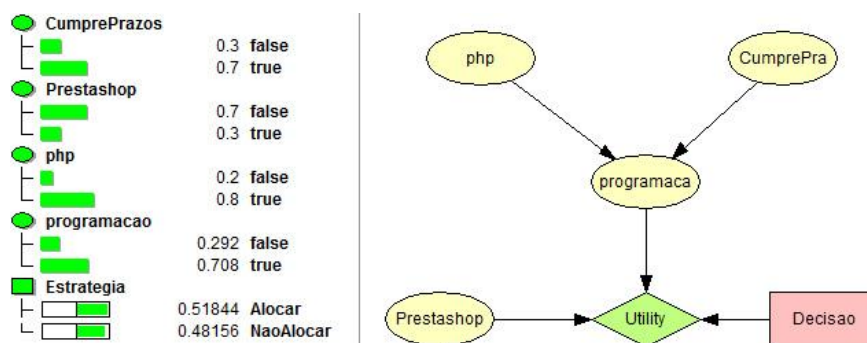 CumprePrazos
0.3 false
0.7 true
Prestashop
0.7 false
0.3 true
php
0.2 false
0.8 true
programacao
0.292 false
0.708 true
Estrategia
0.51844 Alocar
0.48156 NaoAlocar
php
CumprePra
programaca
Prestashop
Utility
Decisao